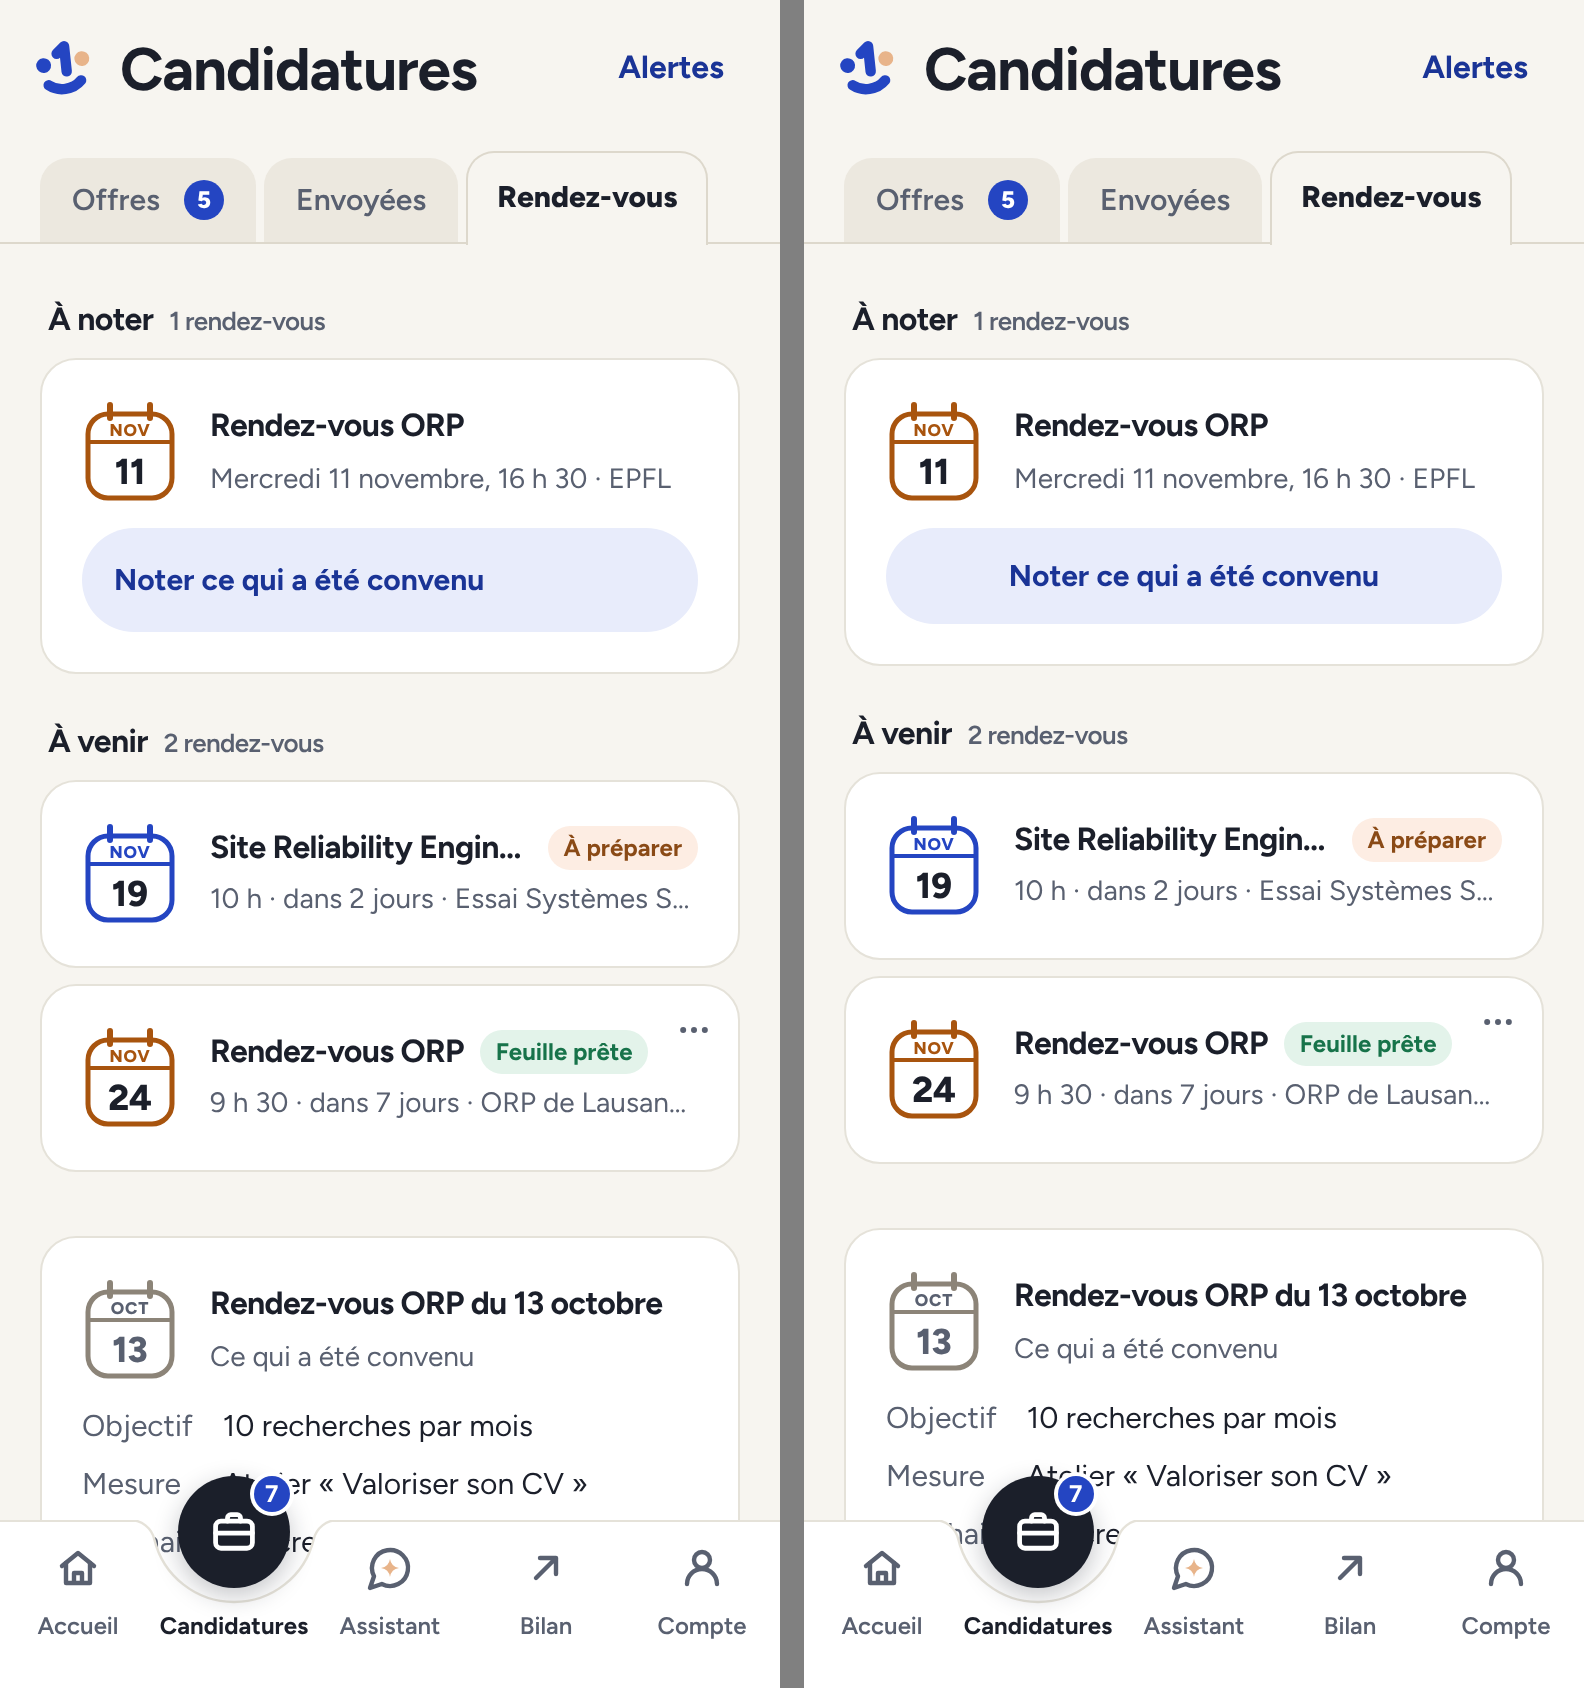 Candidatures
Alertes
Offres 5
Envoyées
Rendez-vous
À noter 1 rendez-vous
NOV
11
Rendez-vous ORP
Mercredi 11 novembre, 16 h 30 · EPFL
Noter ce qui a été convenu
À venir 2 rendez-vous
NOV
19
Site Reliability Engin...
À préparer
10 h · dans 2 jours · Essai Systèmes S...
NOV
24
Rendez-vous ORP
Feuille prête
9 h 30 · dans 7 jours · ORP de Lausan...
OCT
13
Rendez-vous ORP du 13 octobre
Ce qui a été convenu
Objectif 10 recherches par mois
Mesure « Valoriser son CV »
7
Accueil
Candidatures
Assistant
Bilan
Compte
Candidatures
Alertes
Offres 5
Envoyées
Rendez-vous
À noter 1 rendez-vous
NOV
11
Rendez-vous ORP
Mercredi 11 novembre, 16 h 30 · EPFL
Noter ce qui a été convenu
À venir 2 rendez-vous
NOV
19
Site Reliability Engin...
À préparer
10 h · dans 2 jours · Essai Systèmes S...
NOV
24
Rendez-vous ORP
Feuille prête
9 h 30 · dans 7 jours · ORP de Lausan...
OCT
13
Rendez-vous ORP du 13 octobre
Ce qui a été convenu
Objectif 10 recherches par mois
Mesure Atelier « Valoriser son CV »
7
Accueil
Candidatures
Assistant
Bilan
Compte